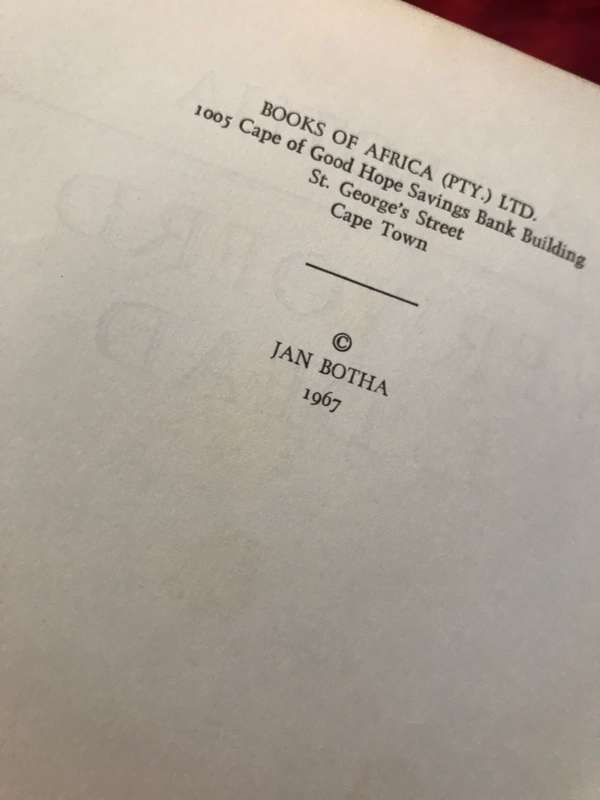 BOOKS OF AFRICA (PTY.) LTD.
1005 Cape of Good Hope Savings Bank Building
St. George's Street
Cape Town
©
JAN BOTHA
1967